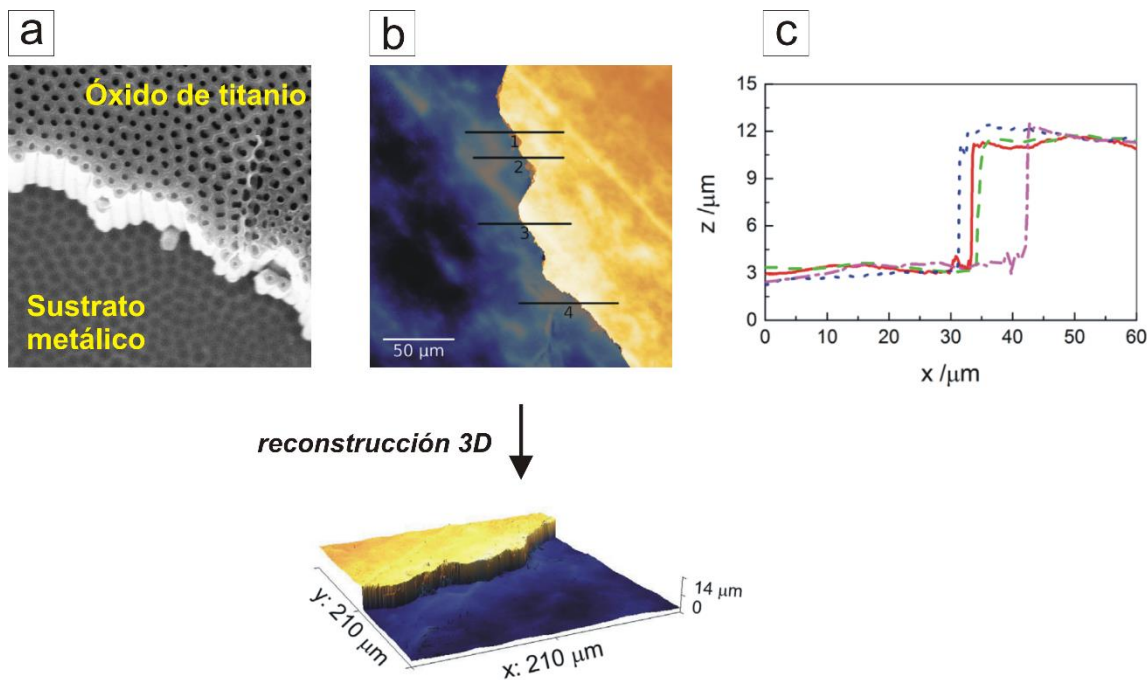 a
Óxido de titanio
Sustrato
metálico
b
1
2
3
4
50 μm
c
15
12
9
6
3
0
z /μm
0 10 20 30 40 50 60
x /μm
reconstrucción 3D
14 μm
0
y: 210 μm
x: 210 μm